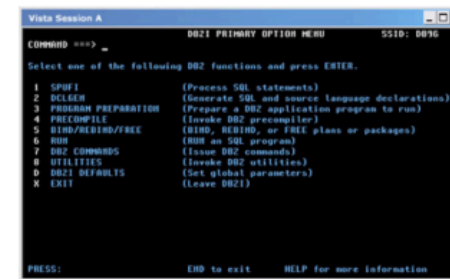 Vista Session A
DB2I PRIMARY OPTION MENU SSID: DB9G
COMMAND ===> _
Select one of the following DB2 functions and press ENTER.
1 SPUFI (Process SQL statements)
2 DCLGEN (Generate SQL and source language declarations)
3 PROGRAM PREPARATION (Prepare a DB2 application program to run)
4 PRECOMPILE (Invoke DB2 precompiler)
5 BIND/REBIND/FREE (BIND, REBIND, or FREE plans or packages)
6 RUN (RUN an SQL program)
7 DB2 COMMANDS (Issue DB2 commands)
8 UTILITIES (Invoke DB2 utilities)
D DB2I DEFAULTS (Set global parameters)
X EXIT (Leave DB2I)
PRESS: END to exit HELP for more information